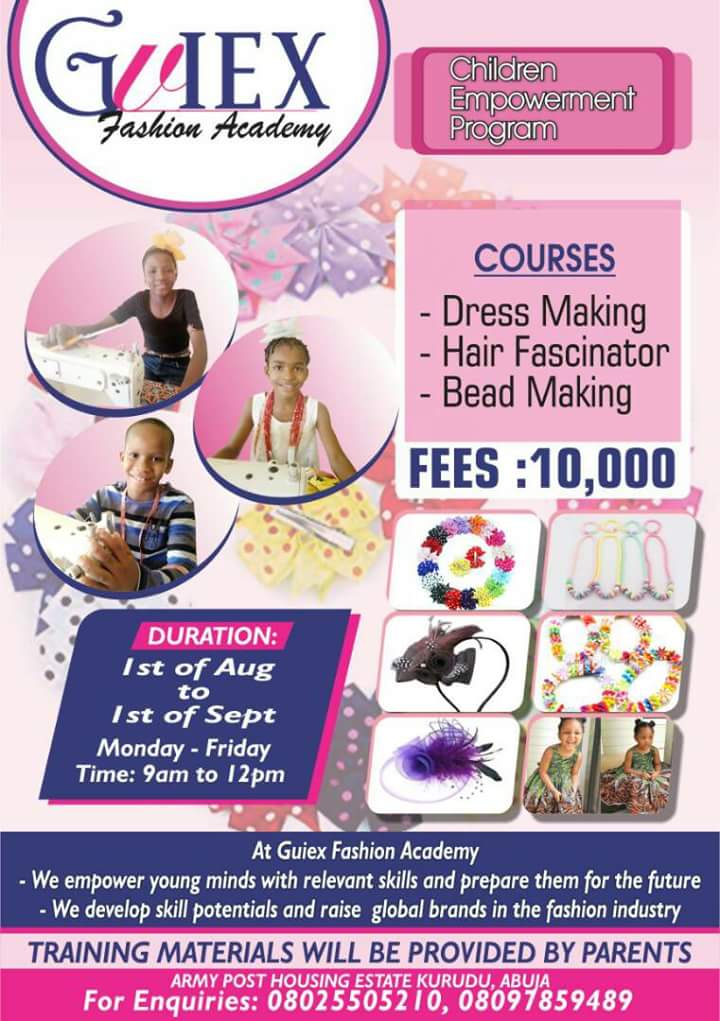 GUIEX
Fashion Academy
Children
Empowerment
Program
COURSES
- Dress Making
- Hair Fascinator
- Bead Making
FEES :10,000
DURATION:
1st of Aug
to
1st of Sept
Monday - Friday
Time: 9am to 12pm
At Guiex Fashion Academy
- We empower young minds with relevant skills and prepare them for the future
- We develop skill potentials and raise global brands in the fashion industry
TRAINING MATERIALS WILL BE PROVIDED BY PARENTS
ARMY POST HOUSING ESTATE KURUDU, ABUJA
For Enquiries: 08025505210, 08097859489